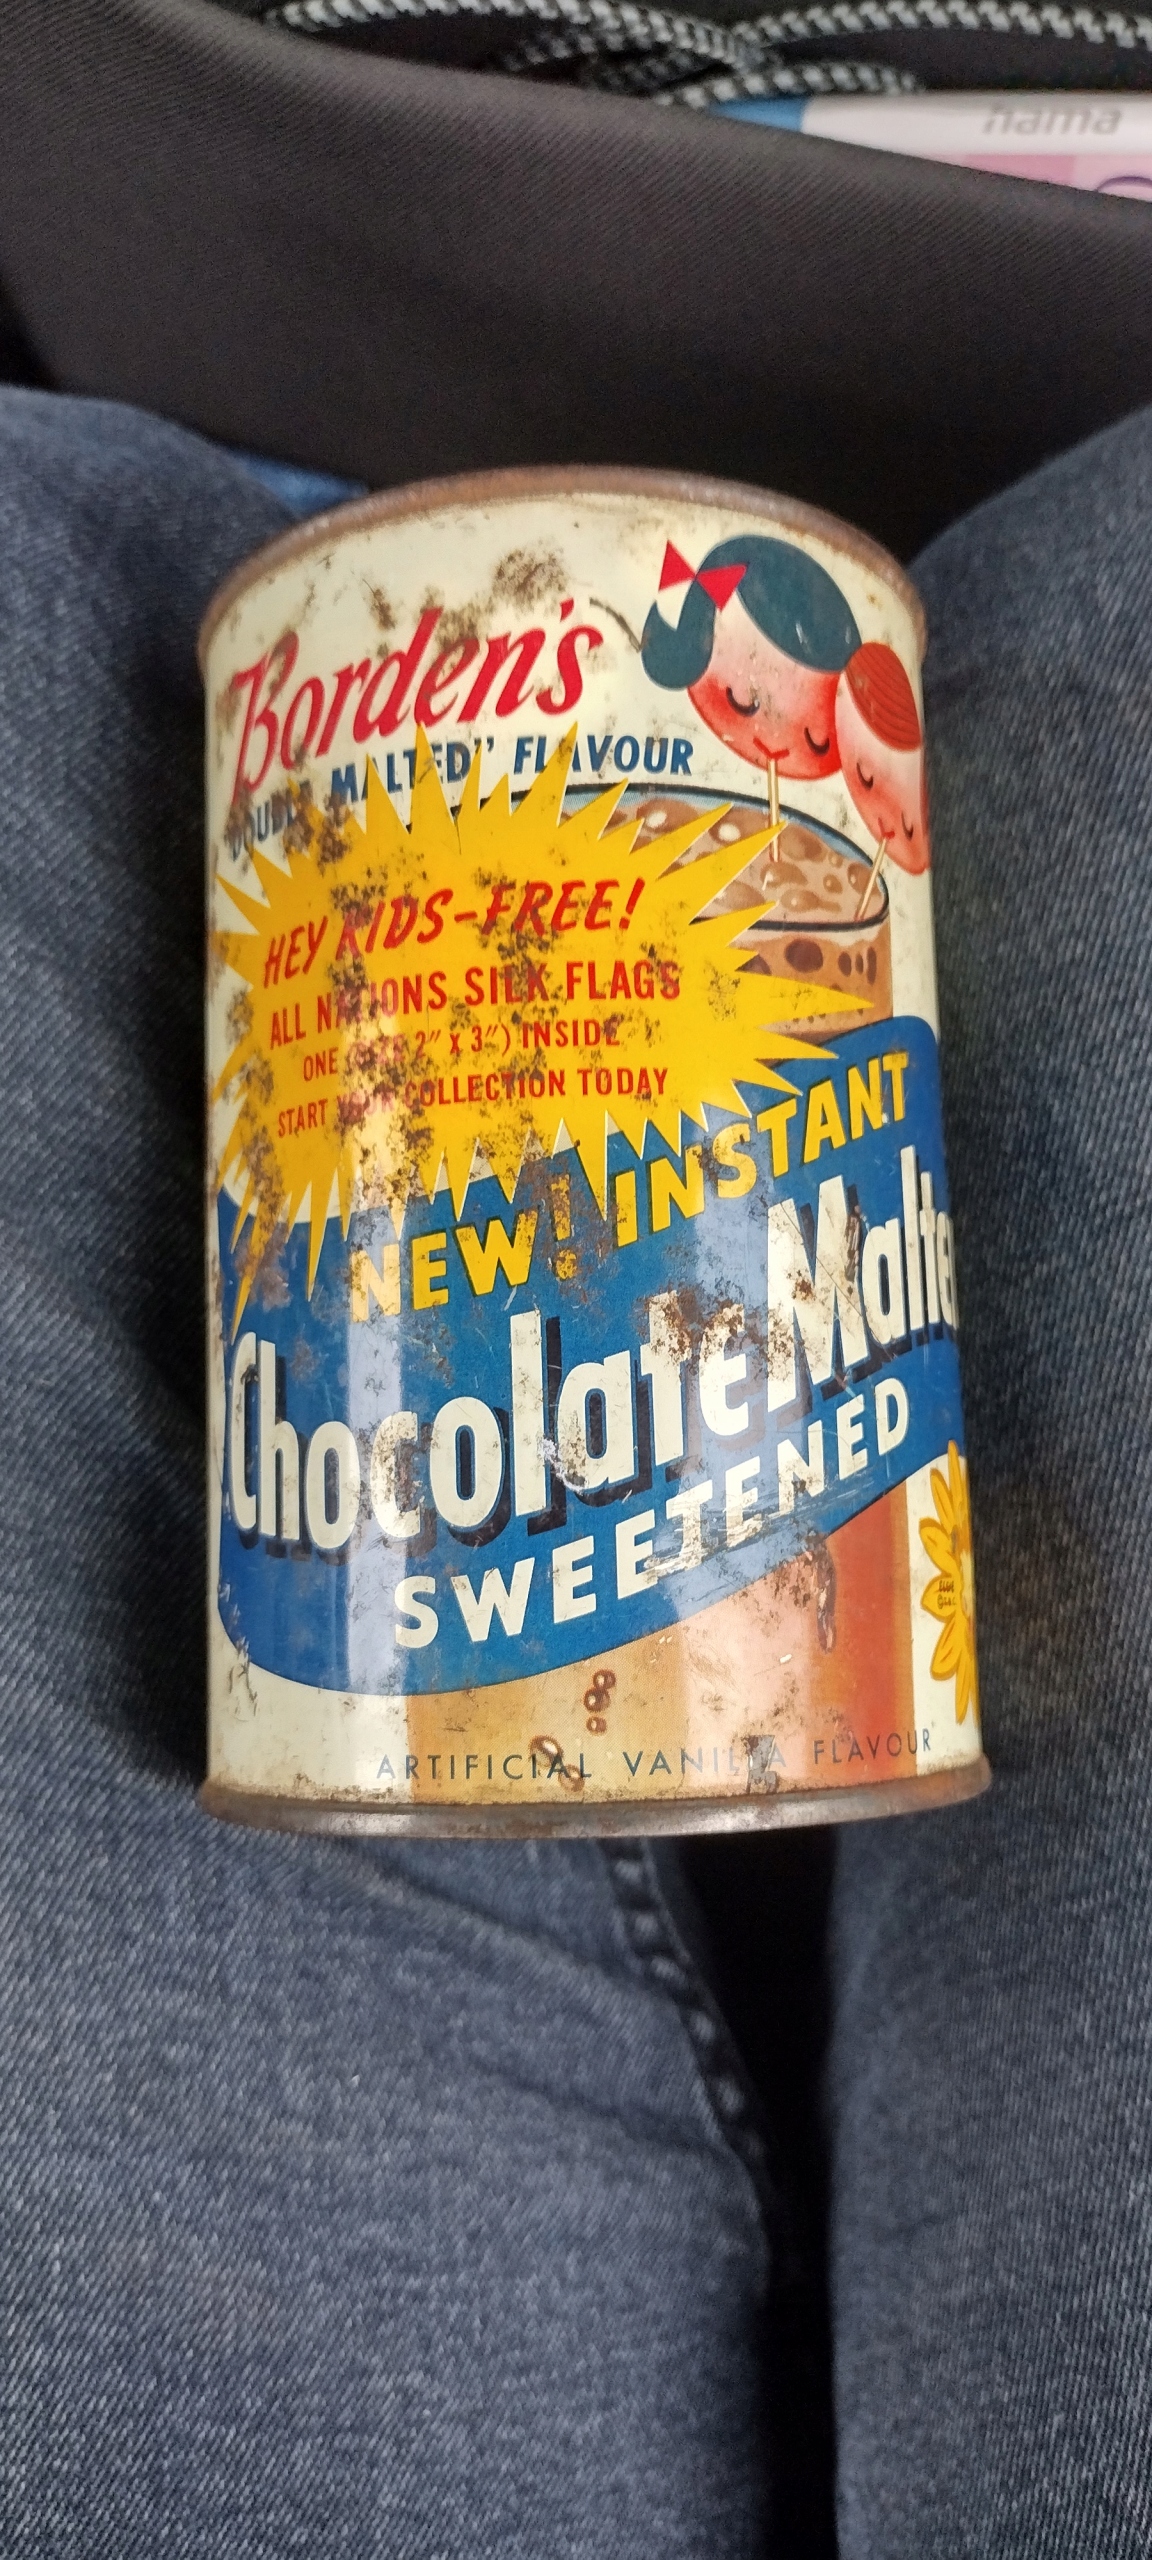 hama
Borden's
"DOUBLE MALTED" FLAVOUR
HEY KIDS-FREE!
ALL NATIONS SILK FLAGS
ONE (SIZE 2" X 3") INSIDE
START YOUR COLLECTION TODAY
NEW! INSTANT
Chocolate Malte
SWEETENED
ARTIFICIAL VANILLA FLAVOUR